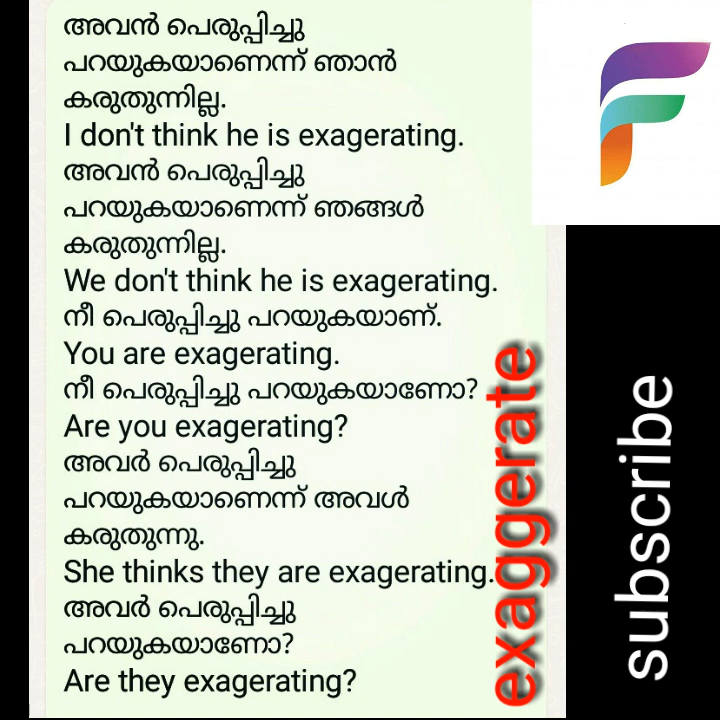 അവൻ പെരുപ്പിച്ചു
പറയുകയാണെന്ന് ഞാൻ
കരുതുന്നില്ല.
I don't think he is exagerating.
അവൻ പെരുപ്പിച്ചു
പറയുകയാണെന്ന് ഞങ്ങൾ
കരുതുന്നില്ല.
We don't think he is exagerating.
നീ പെരുപ്പിച്ചു പറയുകയാണ്.
You are exagerating.
നീ പെരുപ്പിച്ചു പറയുകയാണോ?
Are you exagerating?
അവർ പെരുപ്പിച്ചു
പറയുകയാണെന്ന് അവൾ
കരുതുന്നു.
She thinks they are exagerating.
അവർ പെരുപ്പിച്ചു
പറയുകയാണോ?
Are they exagerating?
exaggerate
subscribe